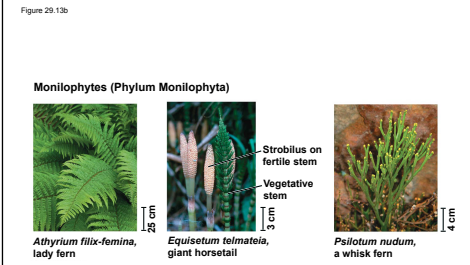 Figure 29.13b
Monilophytes (Phylum Monilophyta)
Strobilus on
fertile stem
Vegetative
stem
25 cm
3 cm
4 cm
Athyrium filix-femina,
lady fern
Equisetum telmateia,
giant horsetail
Psilotum nudum,
a whisk fern